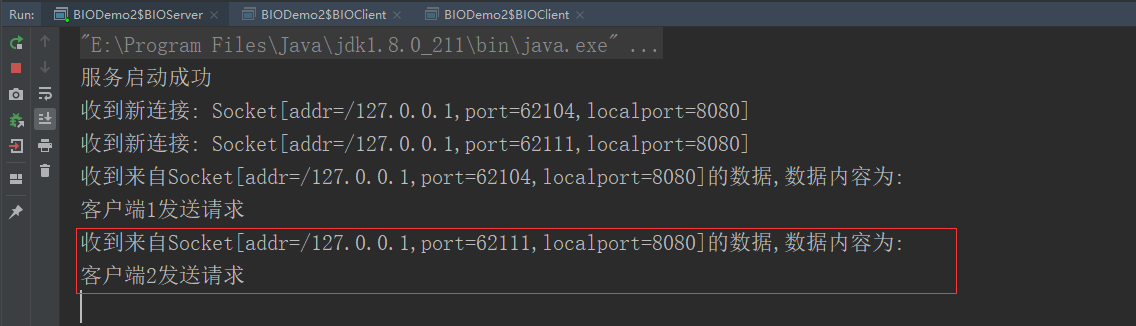 Run: BIODemo2$BIOServer × BIODemo2$BIOClient × BIODemo2$BIOClient ×
"E:\Program Files\Java\jdk1.8.0_211\bin\java.exe" ...
服务启动成功
收到新连接: Socket[addr=/127.0.0.1,port=62104,localport=8080]
收到新连接: Socket[addr=/127.0.0.1,port=62111,localport=8080]
收到来自Socket[addr=/127.0.0.1,port=62104,localport=8080]的数据,数据内容为:
客户端1发送请求
收到来自Socket[addr=/127.0.0.1,port=62111,localport=8080]的数据,数据内容为:
客户端2发送请求